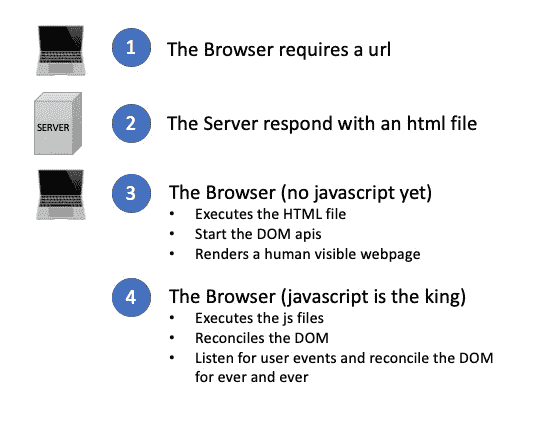 1 The Browser requires a url
SERVER
2 The Server respond with an html file
3 The Browser (no javascript yet)
• Executes the HTML file
• Start the DOM apis
• Renders a human visible webpage
4 The Browser (javascript is the king)
• Executes the js files
• Reconciles the DOM
• Listen for user events and reconcile the DOM
for ever and ever